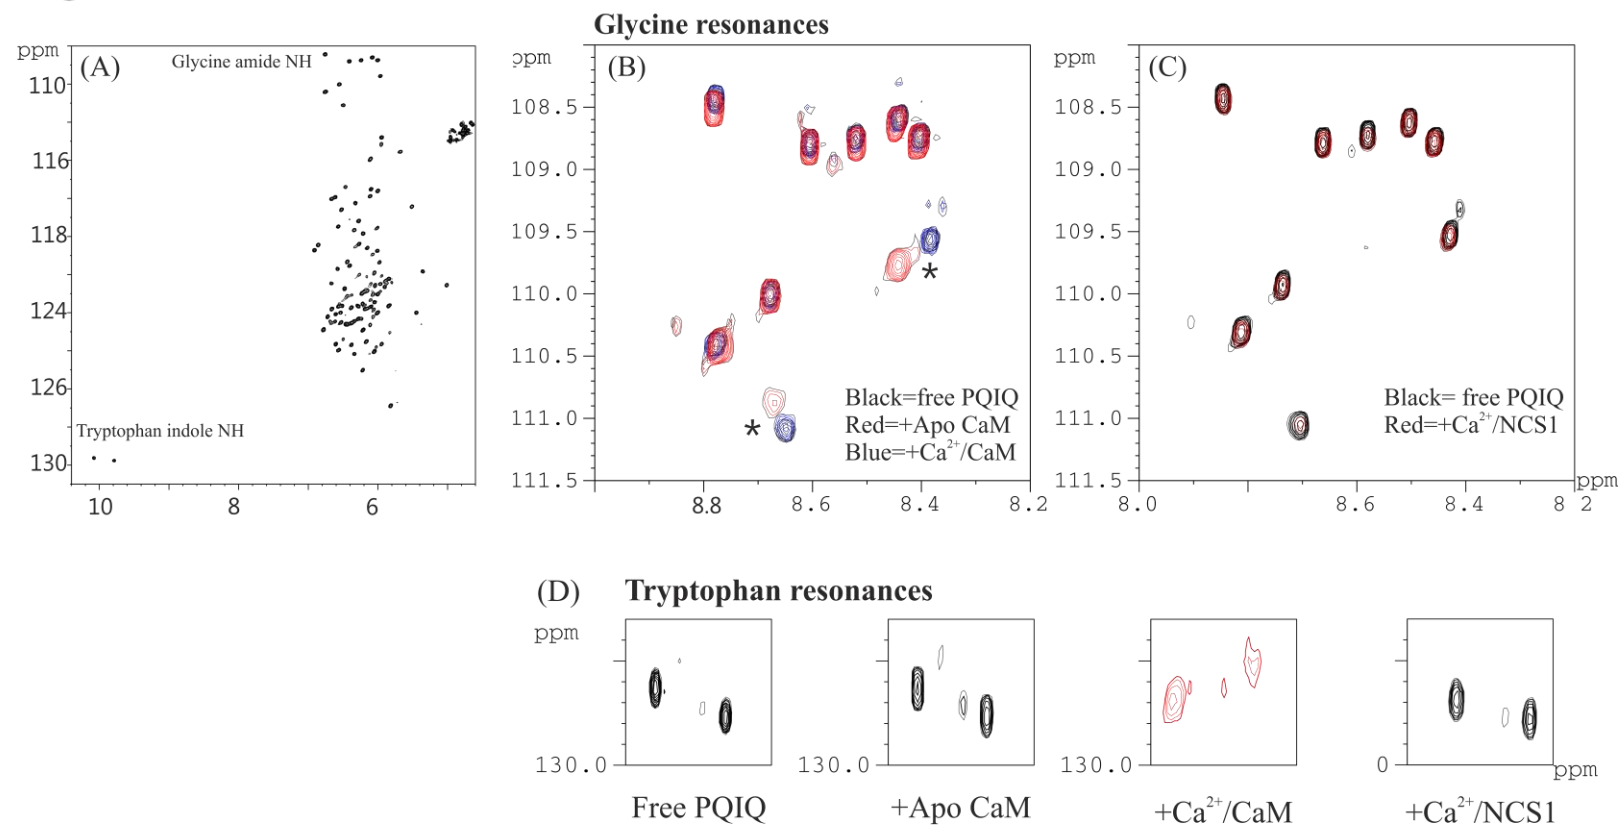 Glycine resonances
ppm
(A)
Glycine amide NH
110
116
118
124
126
130
Tryptophan indole NH
10
8
6
ppm
(B)
108.5
109.0
109.5
110.0
110.5
111.0
111.5
*
*
Black=free PQIQ
Red=+Apo CaM
Blue=+Ca²⁺/CaM
8.8
8.6
8.4
8.2
ppm
(C)
108.5
109.0
109.5
110.0
110.5
111.0
111.5
Black= free PQIQ
Red=+Ca²⁺/NCS1
ppm
8.0
8.6
8.4
8 2
(D)
Tryptophan resonances
ppm
130.0
130.0
130.0
0
ppm
Free PQIQ
+Apo CaM
+Ca²⁺/CaM
+Ca²⁺/NCS1